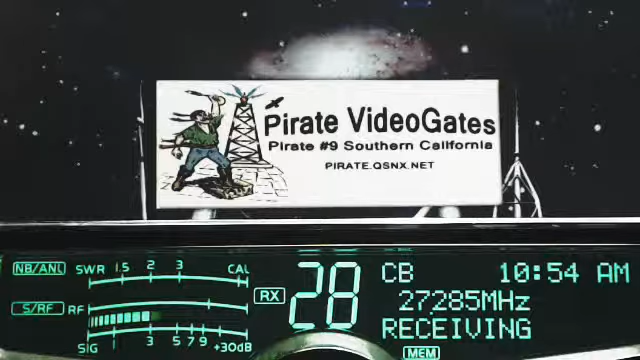 Pirate VideoGates
Pirate #9 Southern California
PIRATE.QSNX.NET
NB/ANL SWR 1.5 2 3 CAL
28 CB 10:54 AM
S/RF RF RX 27285MHz
SIG 3 5 7 9 +30dB RECEIVING
MEM